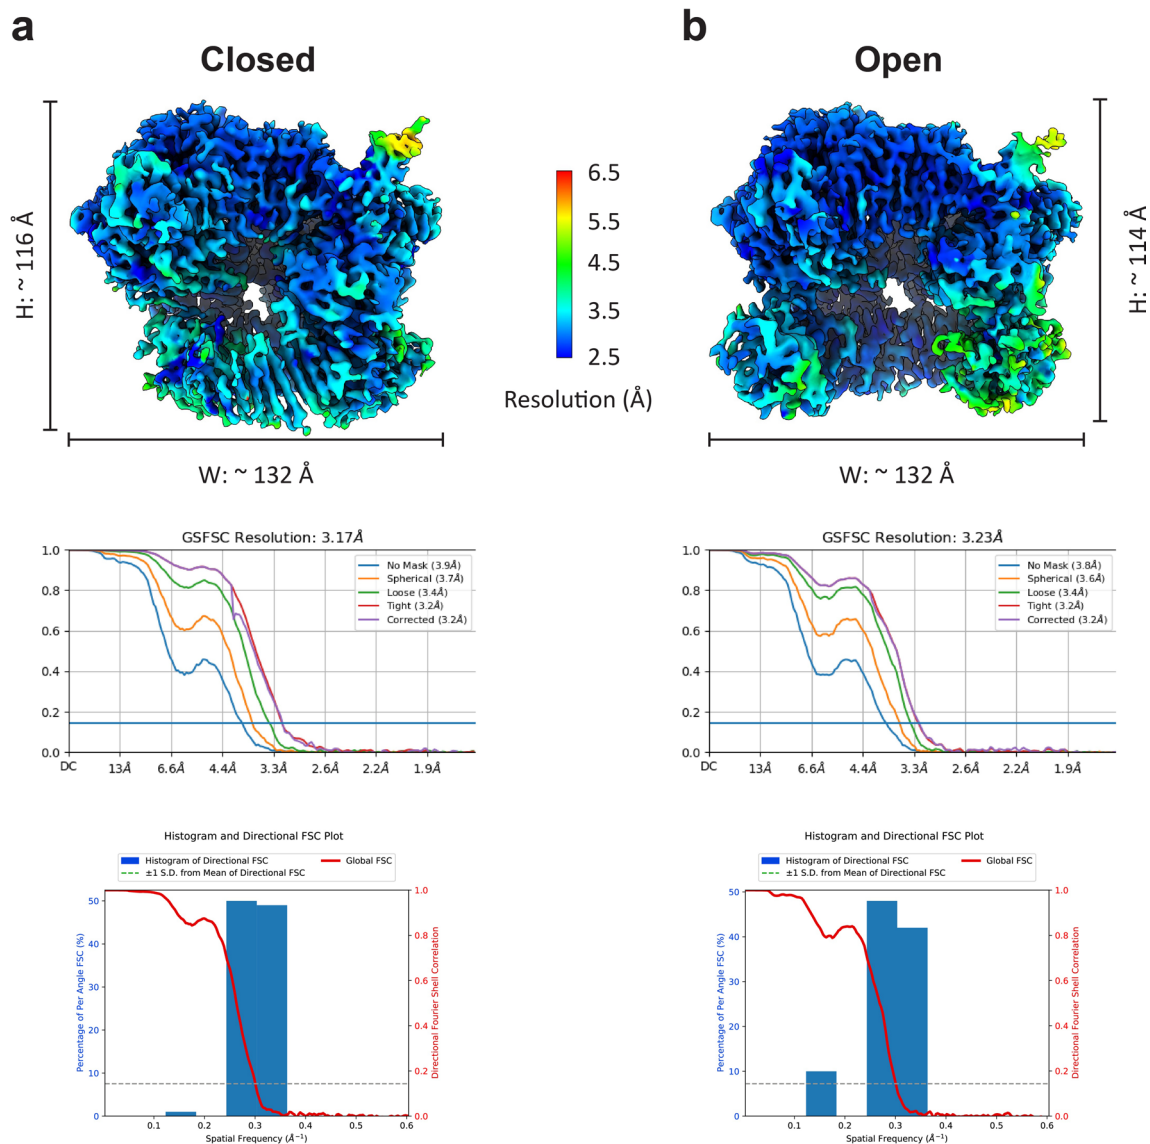 a
Closed
H: ~ 116 Å
W: ~ 132 Å
6.5
5.5
4.5
3.5
2.5
Resolution (Å)
b
Open
H: ~ 114 Å
W: ~ 132 Å
GSFSC Resolution: 3.17Å
1.0
0.8
0.6
0.4
0.2
0.0
No Mask (3.9Å)
Spherical (3.7Å)
Loose (3.4Å)
Tight (3.2Å)
Corrected (3.2Å)
DC 13Å 6.6Å 4.4Å 3.3Å 2.6Å 2.2Å 1.9Å
GSFSC Resolution: 3.23Å
1.0
0.8
0.6
0.4
0.2
0.0
No Mask (3.8Å)
Spherical (3.6Å)
Loose (3.4Å)
Tight (3.2Å)
Corrected (3.2Å)
DC 13Å 6.6Å 4.4Å 3.3Å 2.6Å 2.2Å 1.9Å
Histogram and Directional FSC Plot
Histogram of Directional FSC Global FSC
±1 S.D. from Mean of Directional FSC
Percentage of Per Angle FSC (%)
50
40
30
20
10
0
1.0
0.8
0.6
0.4
0.2
0.0
Directional Fourier Shell Correlation
0.1 0.2 0.3 0.4 0.5 0.6
Spatial Frequency (Å⁻¹)
Histogram and Directional FSC Plot
Histogram of Directional FSC Global FSC
±1 S.D. from Mean of Directional FSC
Percentage of Per Angle FSC (%)
50
40
30
20
10
0
1.0
0.8
0.6
0.4
0.2
0.0
Directional Fourier Shell Correlation
0.1 0.2 0.3 0.4 0.5 0.6
Spatial Frequency (Å⁻¹)